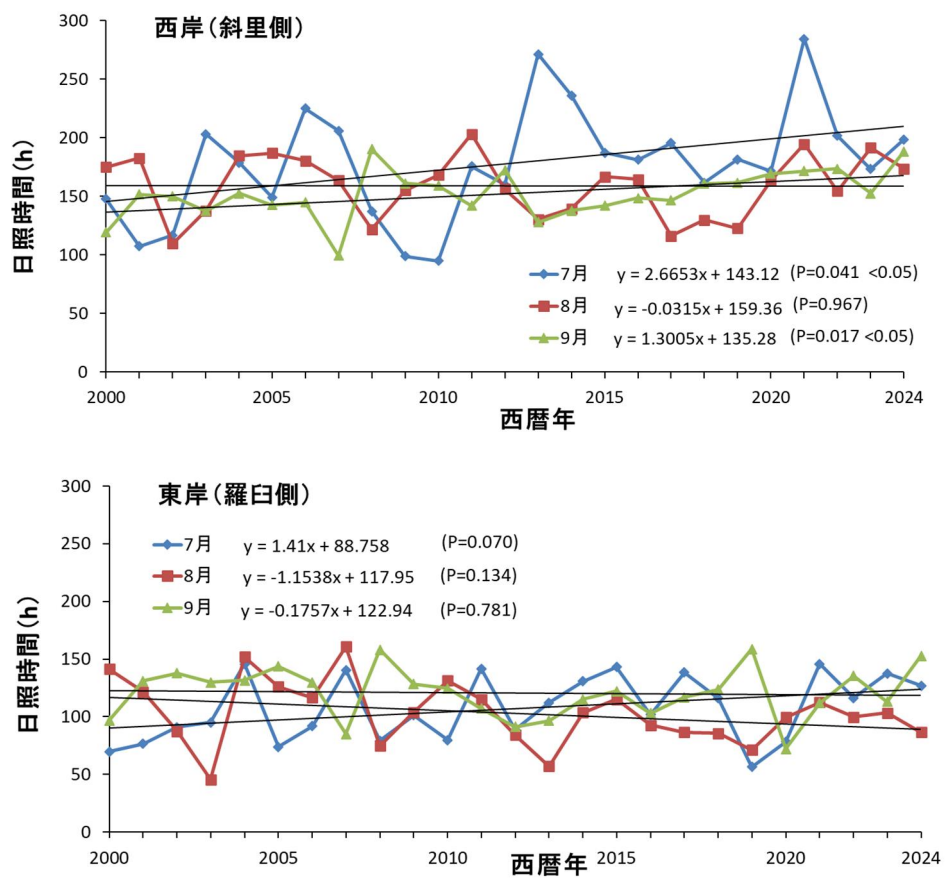 西岸（斜里側）
300
250
200
150
100
50
0
日照時間（h）
7月 y = 2.6653x + 143.12 (P=0.041 <0.05)
8月 y = -0.0315x + 159.36 (P=0.967)
9月 y = 1.3005x + 135.28 (P=0.017 <0.05)
2000 2005 2010 2015 2020 2024
西暦年
東岸（羅臼側）
300
250
200
150
100
50
0
日照時間（h）
7月 y = 1.41x + 88.758 (P=0.070)
8月 y = -1.1538x + 117.95 (P=0.134)
9月 y = -0.1757x + 122.94 (P=0.781)
2000 2005 2010 2015 2020 2024
西暦年